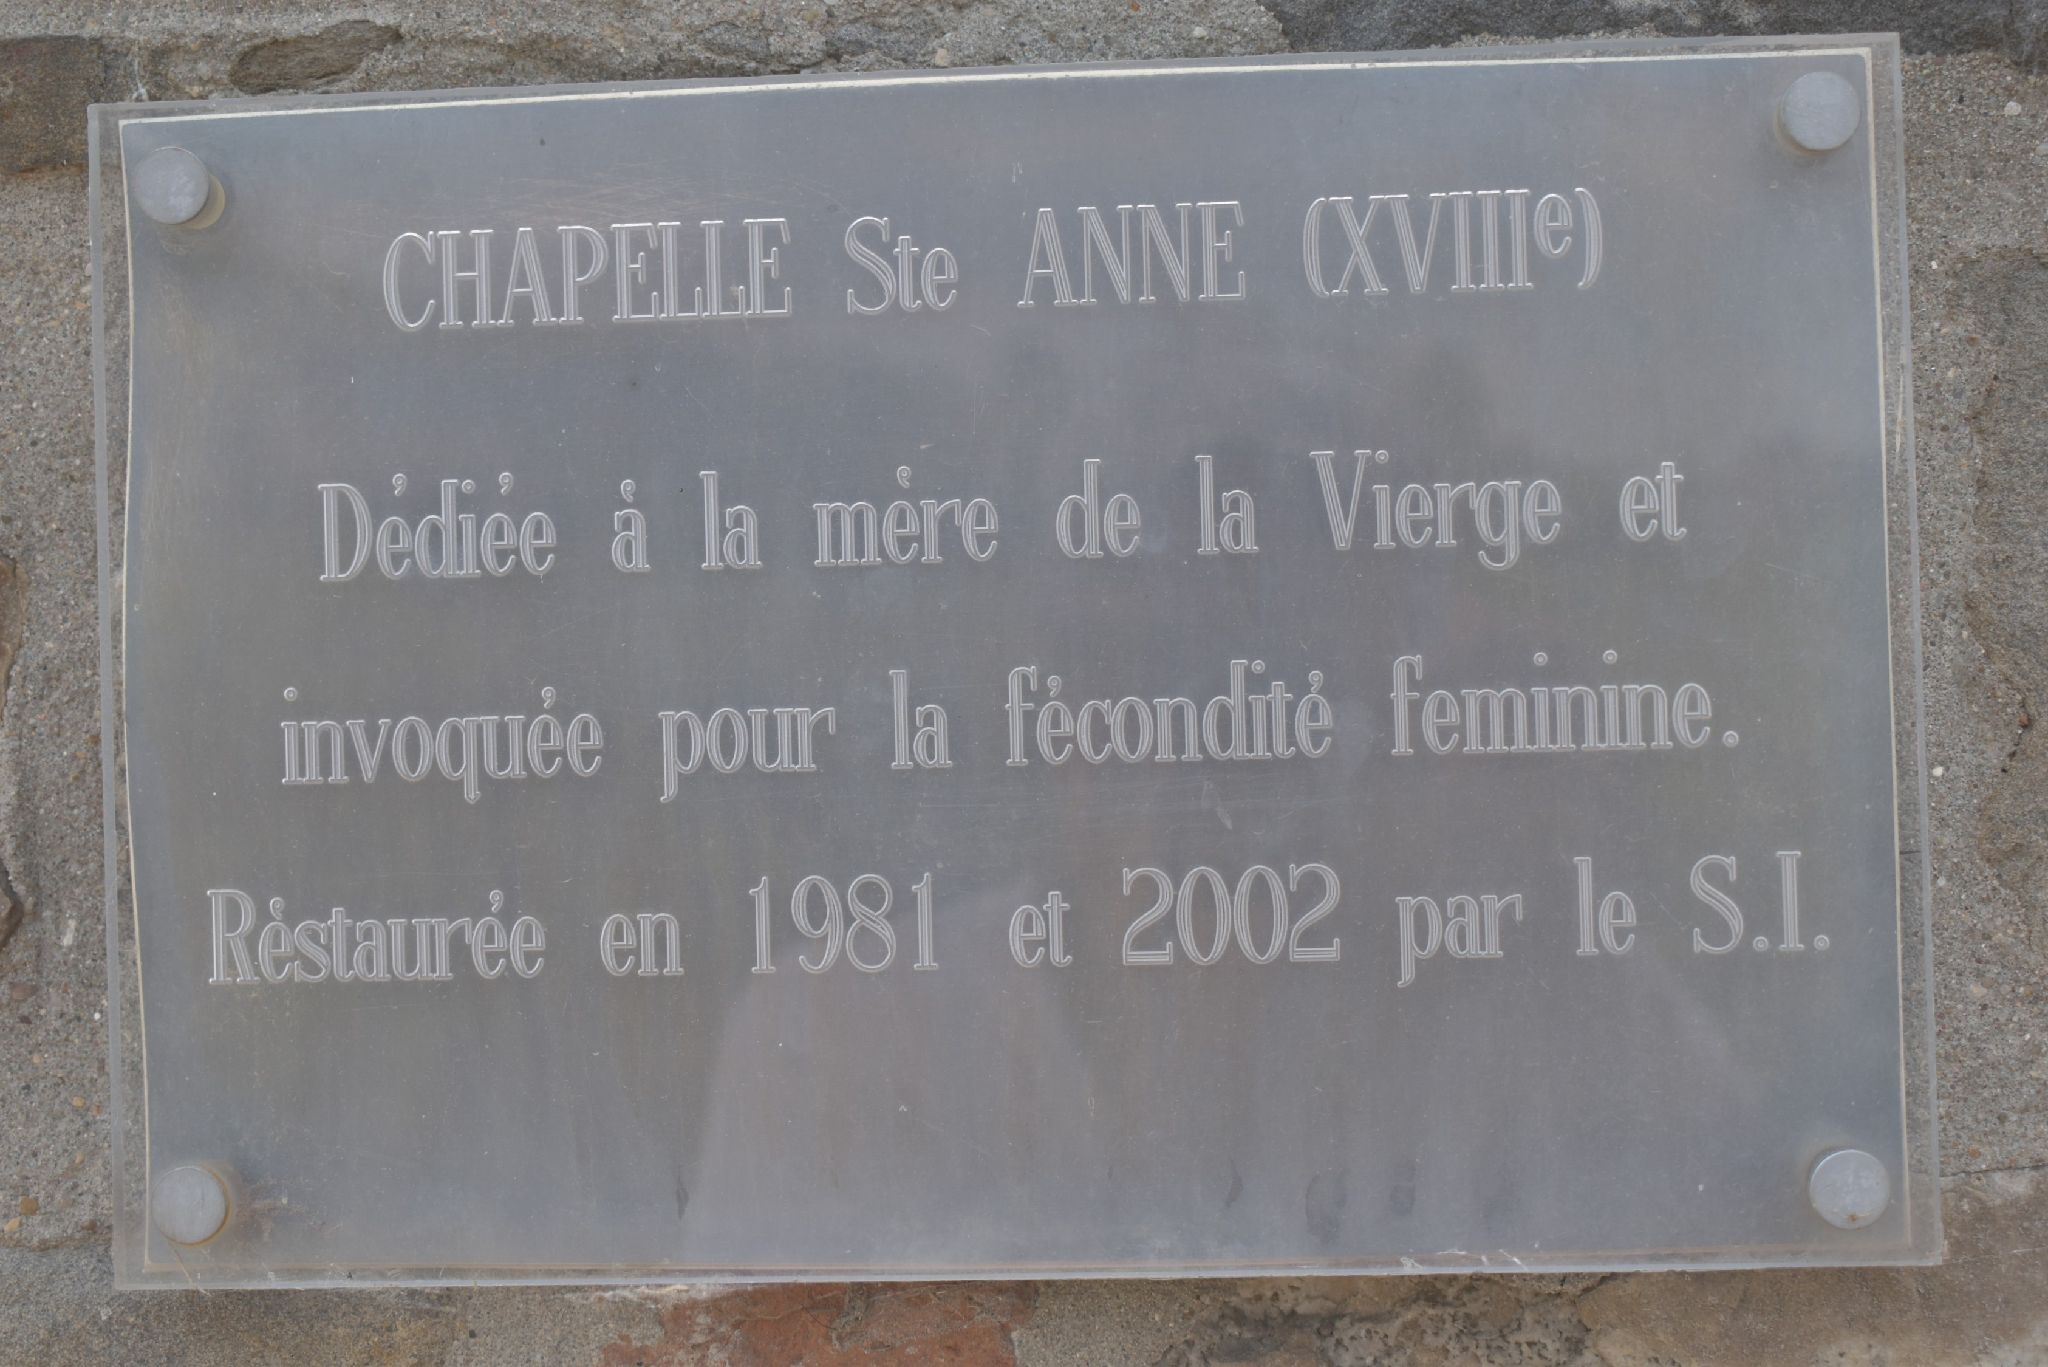 CHAPELLE Ste ANNE (XVIIIe)
Dédiée à la mère de la Vierge et
invoquée pour la fécondité feminine.
Réstaurée en 1981 et 2002 par le S.I.